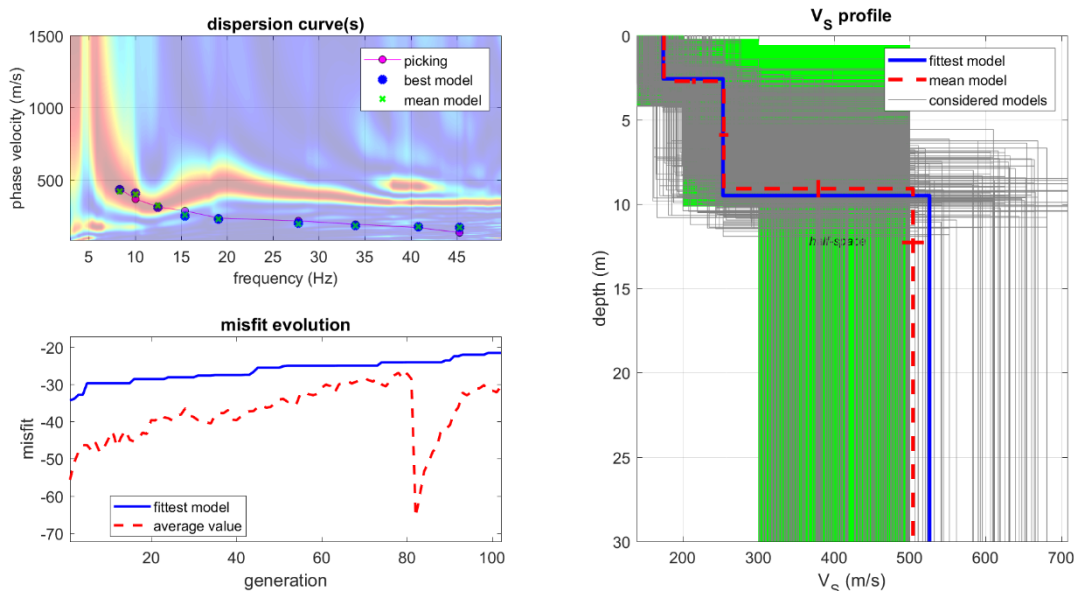 dispersion curve(s)
1500
1000
500
phase velocity (m/s)
picking
best model
mean model
5 10 15 20 25 30 35 40 45
frequency (Hz)
misfit evolution
-20
-30
-40
-50
-60
-70
misfit
fittest model
average value
20 40 60 80 100
generation
V_S profile
0
5
10
15
20
25
30
depth (m)
fittest model
mean model
considered models
half-space
200 300 400 500 600 700
V_S (m/s)